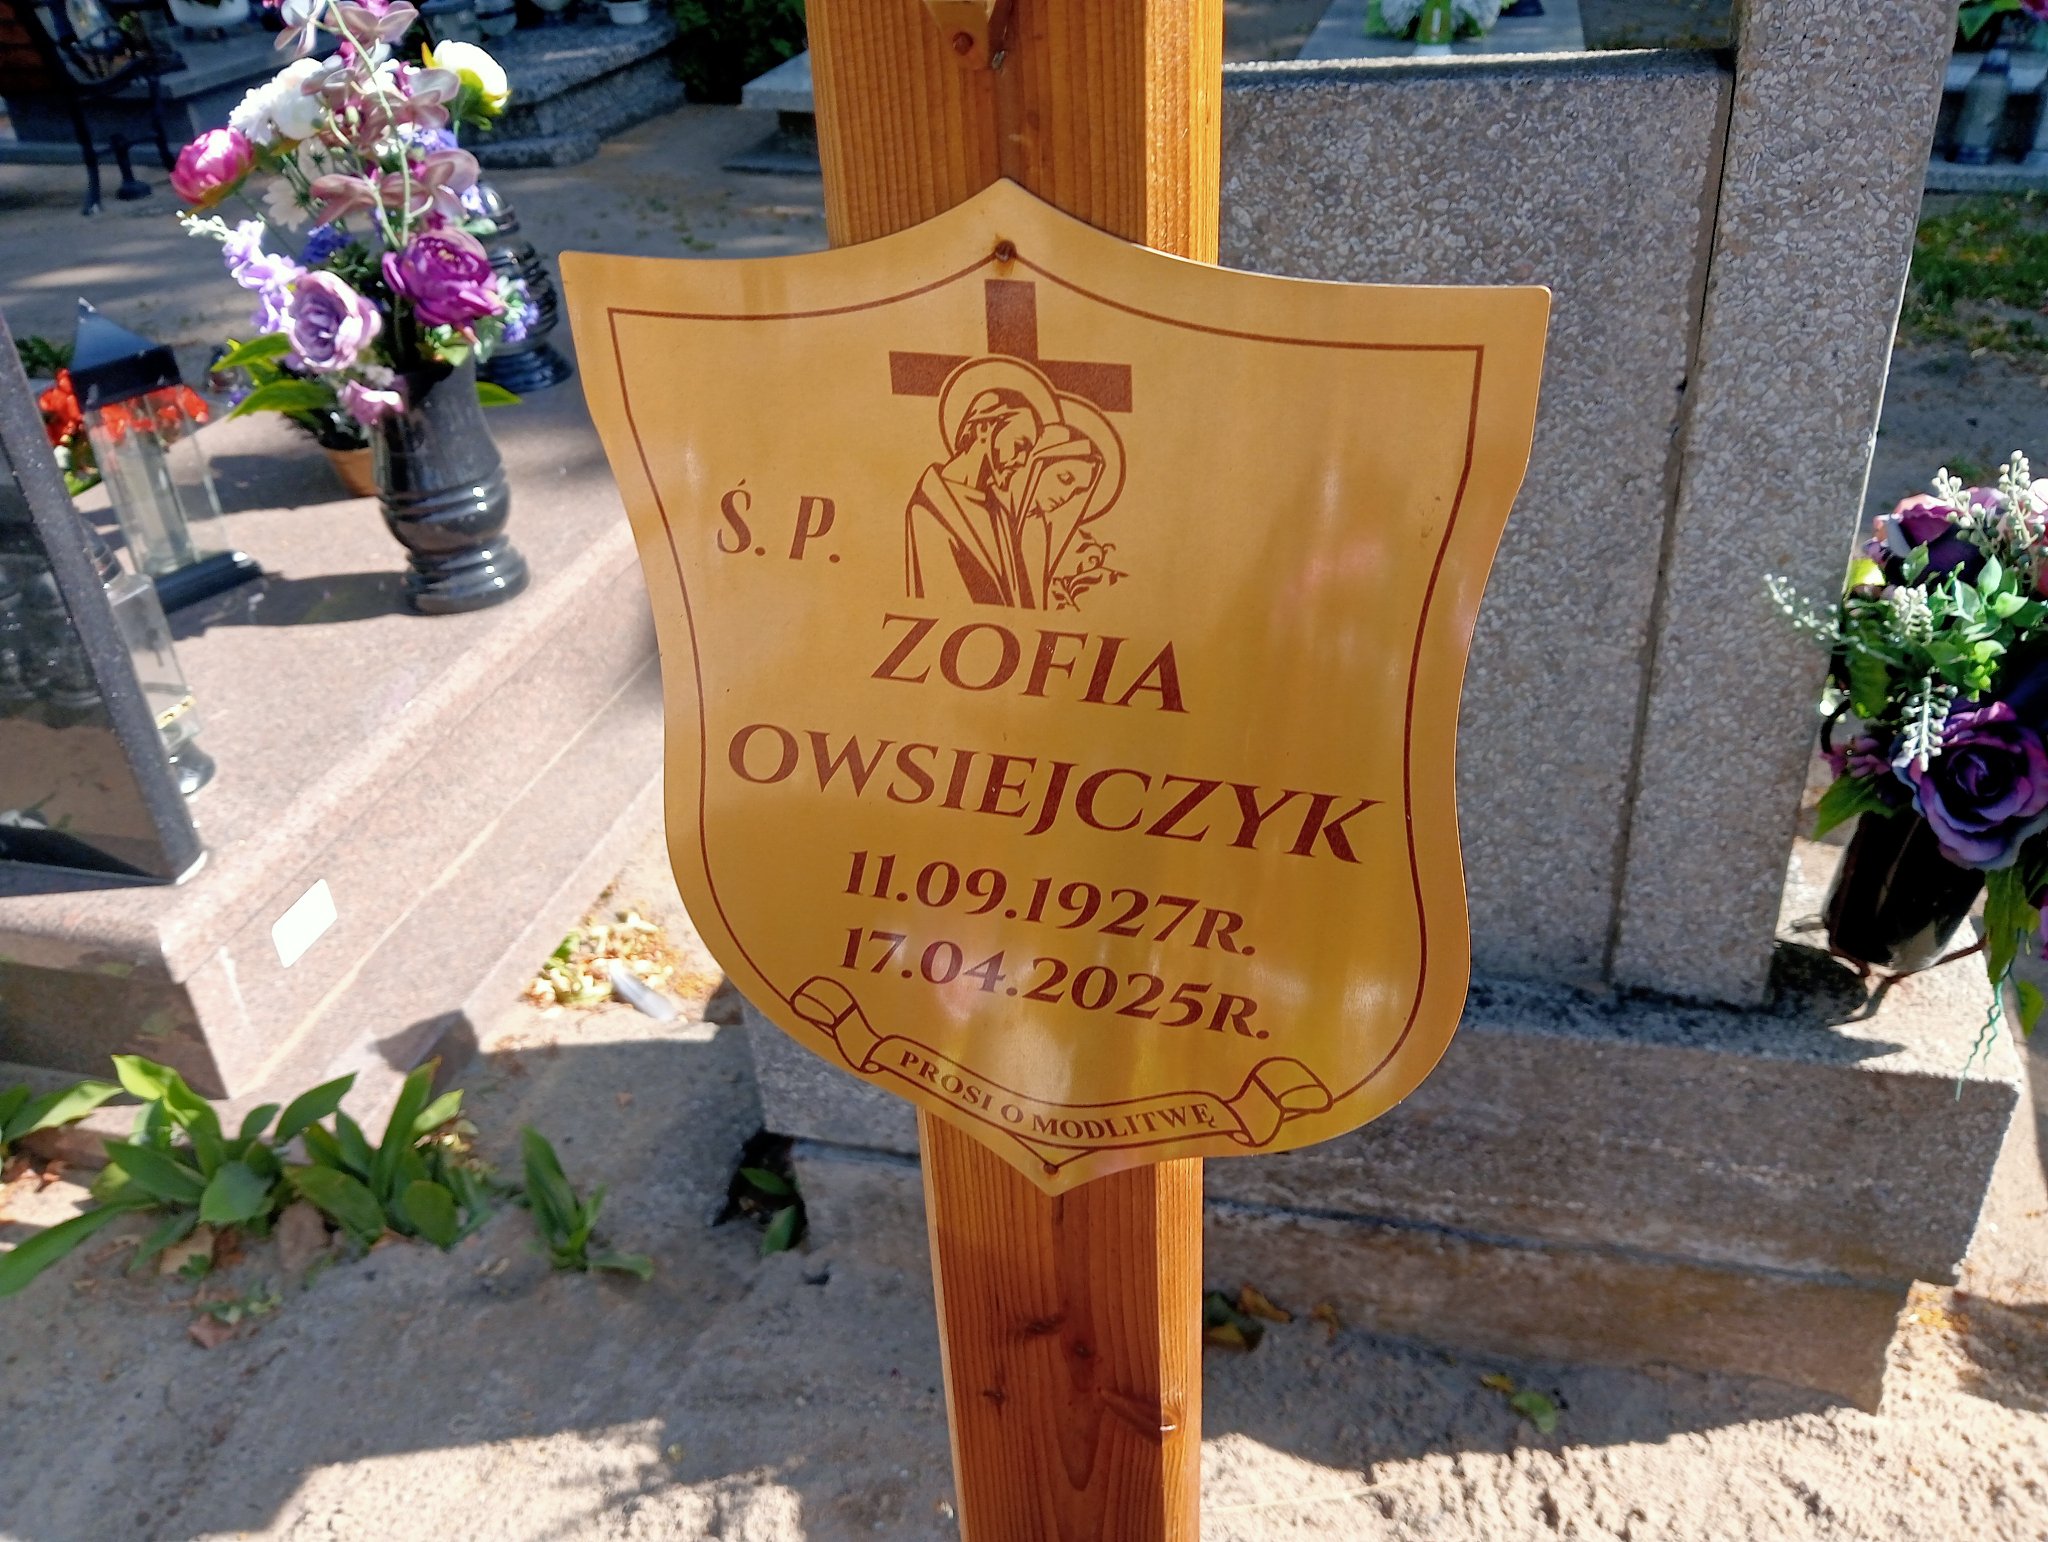 Ś. P.
ZOFIA
OWSIEJCZYK
11.09.1927R.
17.04.2025R.
PROSI O MODLITWĘ